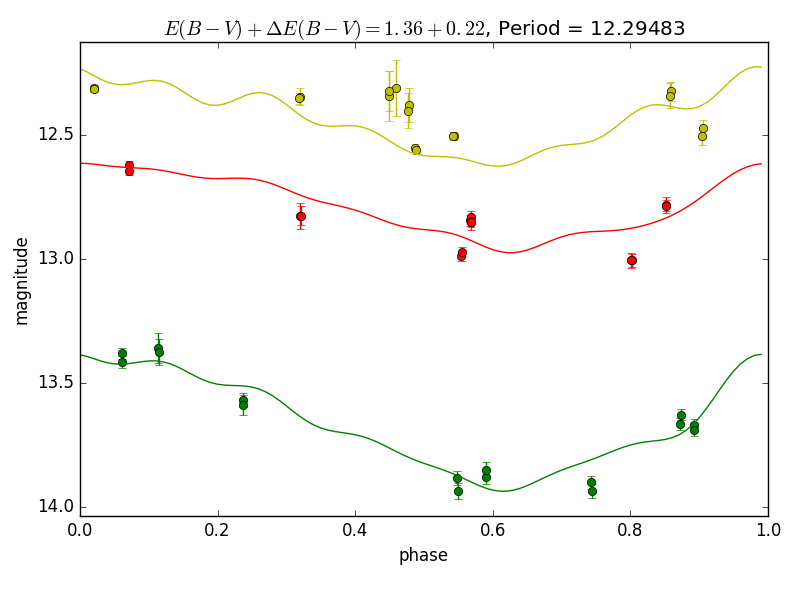 E(B − V) + ΔE(B − V) = 1.36 + 0.22, Period = 12.29483
12.5
13.0
13.5
14.0
magnitude
0.0 0.2 0.4 0.6 0.8 1.0
phase